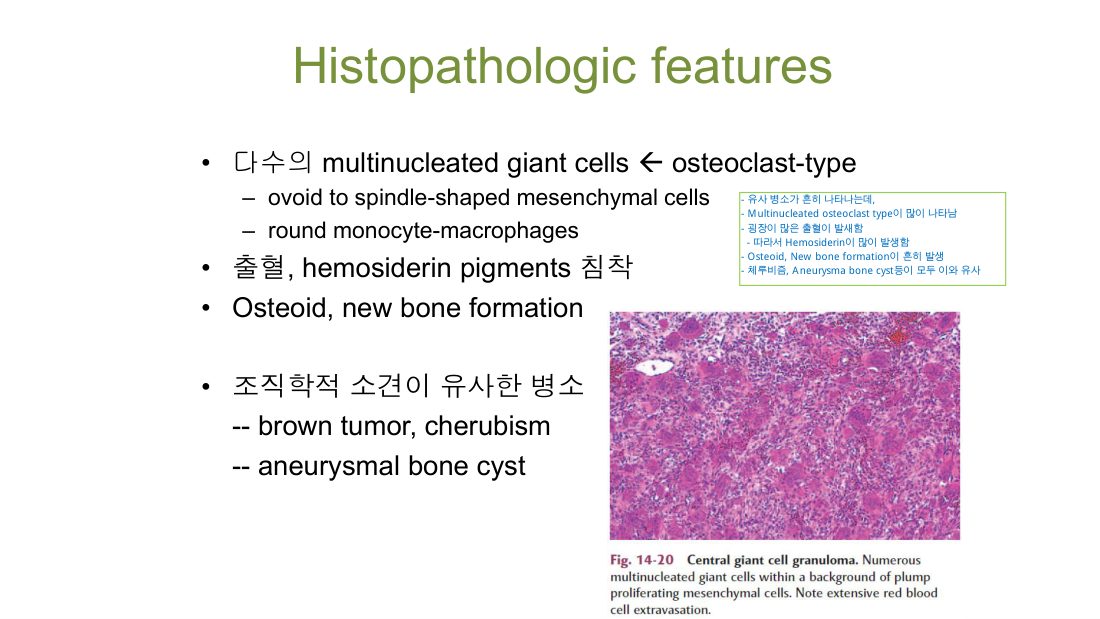 Histopathologic features
• 다수의 multinucleated giant cells ← osteoclast-type
– ovoid to spindle-shaped mesenchymal cells
– round monocyte-macrophages
• 출혈, hemosiderin pigments 침착
• Osteoid, new bone formation
• 조직학적 소견이 유사한 병소
-- brown tumor, cherubism
-- aneurysmal bone cyst
- 유사 병소가 흔히 나타나는데,
- Multinucleated osteoclast type이 많이 나타남
- 굉장이 많은 출혈이 발새함
- 따라서 Hemosiderin이 많이 발생함
- Osteoid, New bone formation이 흔히 발생
- 체루비즘, Aneurysma bone cyst등이 모두 이와 유사
Fig. 14-20 Central giant cell granuloma. Numerous
multinucleated giant cells within a background of plump
proliferating mesenchymal cells. Note extensive red blood
cell extravasation.